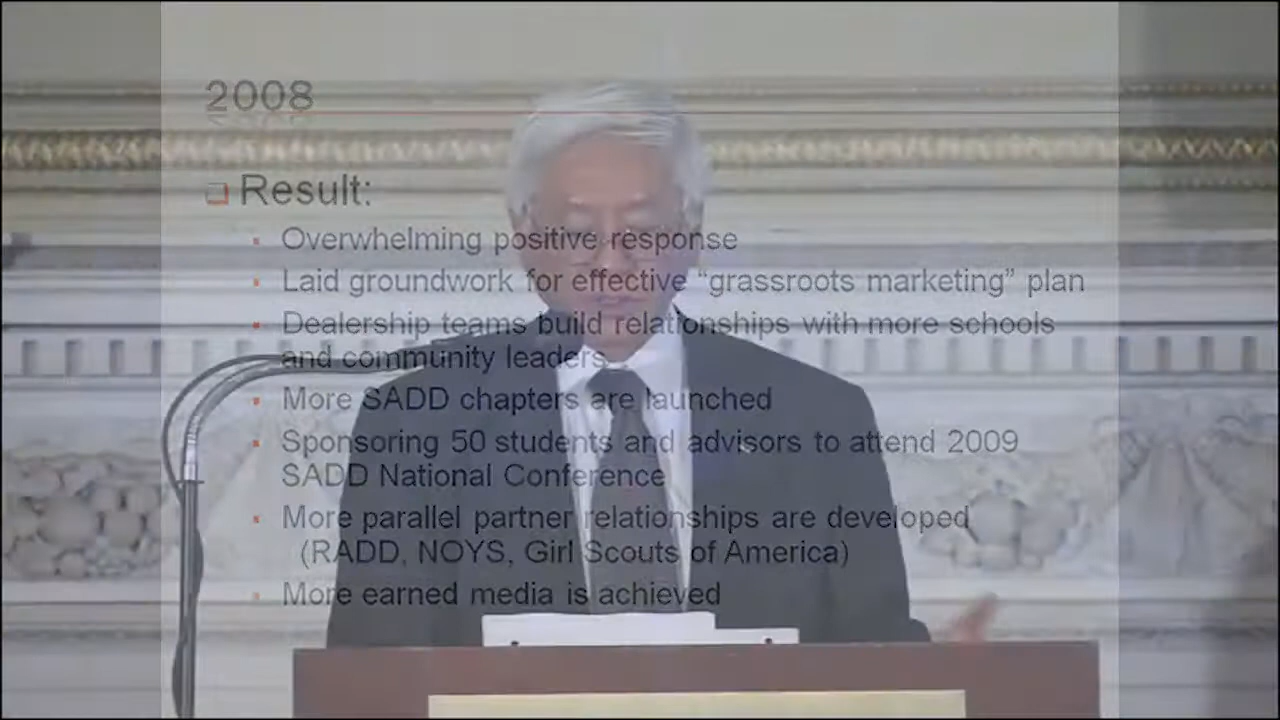 2008
Result:
Overwhelming positive response
Laid groundwork for effective “grassroots marketing” plan
Dealership teams build relationships with more schools
and community leaders
More SADD chapters are launched
Sponsoring 50 students and advisors to attend 2009
SADD National Conference
More parallel partner relationships are developed
(RADD, NOYS, Girl Scouts of America)
More earned media is achieved